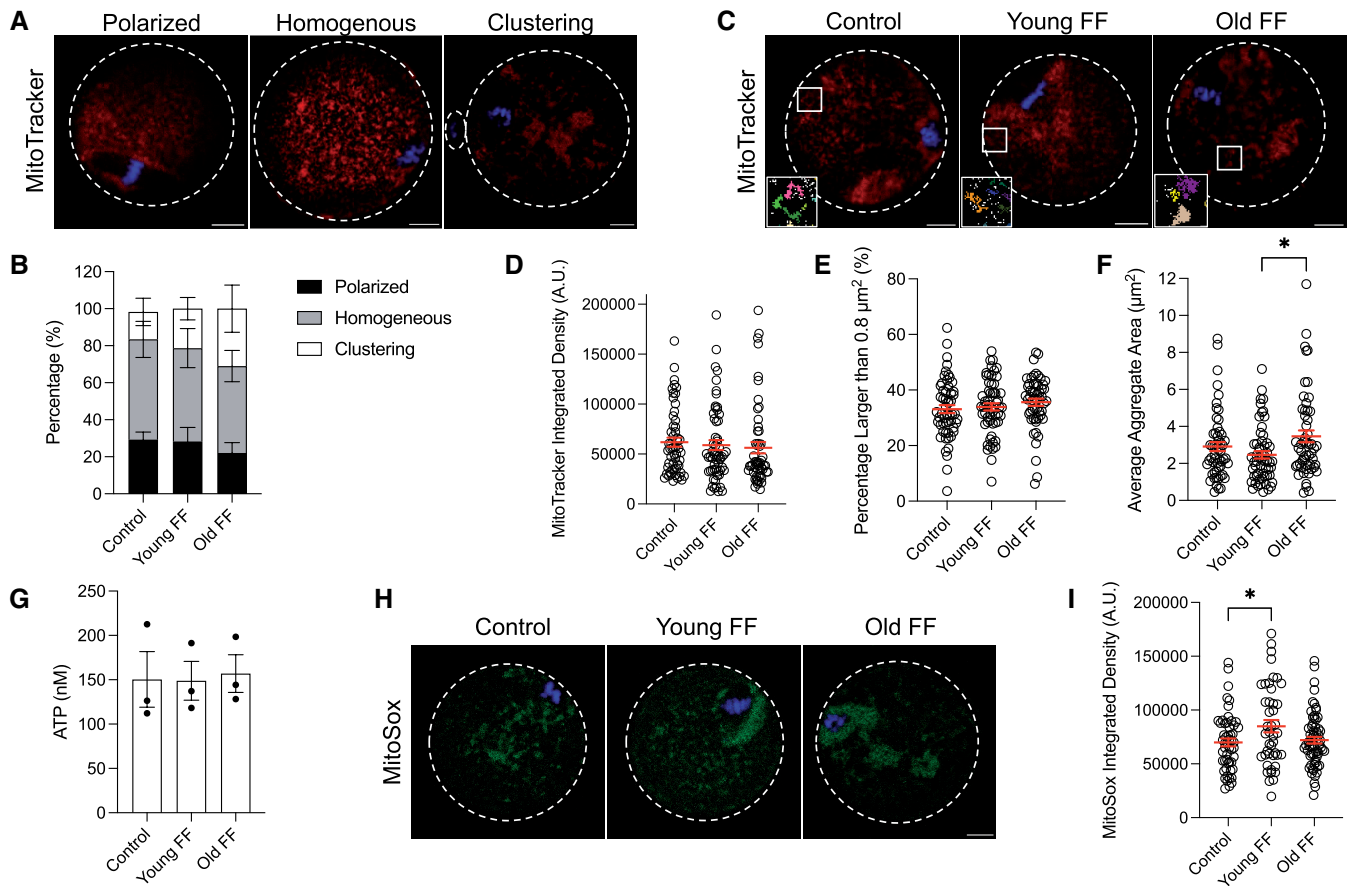 A
Polarized
Homogenous
Clustering
MitoTracker
C
Control
Young FF
Old FF
MitoTracker
B
Percentage (%)
120
100
80
60
40
20
0
Control
Young FF
Old FF
Polarized
Homogeneous
Clustering
D
MitoTracker Integrated Density (A.U.)
200000
150000
100000
50000
0
Control
Young FF
Old FF
E
Percentage Larger than 0.8 µm² (%)
80
60
40
20
0
Control
Young FF
Old FF
F
*
Average Aggregate Area (µm²)
12
10
8
6
4
2
0
Control
Young FF
Old FF
G
ATP (nM)
250
200
150
100
50
0
Control
Young FF
Old FF
H
Control
Young FF
Old FF
MitoSox
I
*
MitoSox Integrated Density (A.U.)
200000
150000
100000
50000
0
Control
Young FF
Old FF